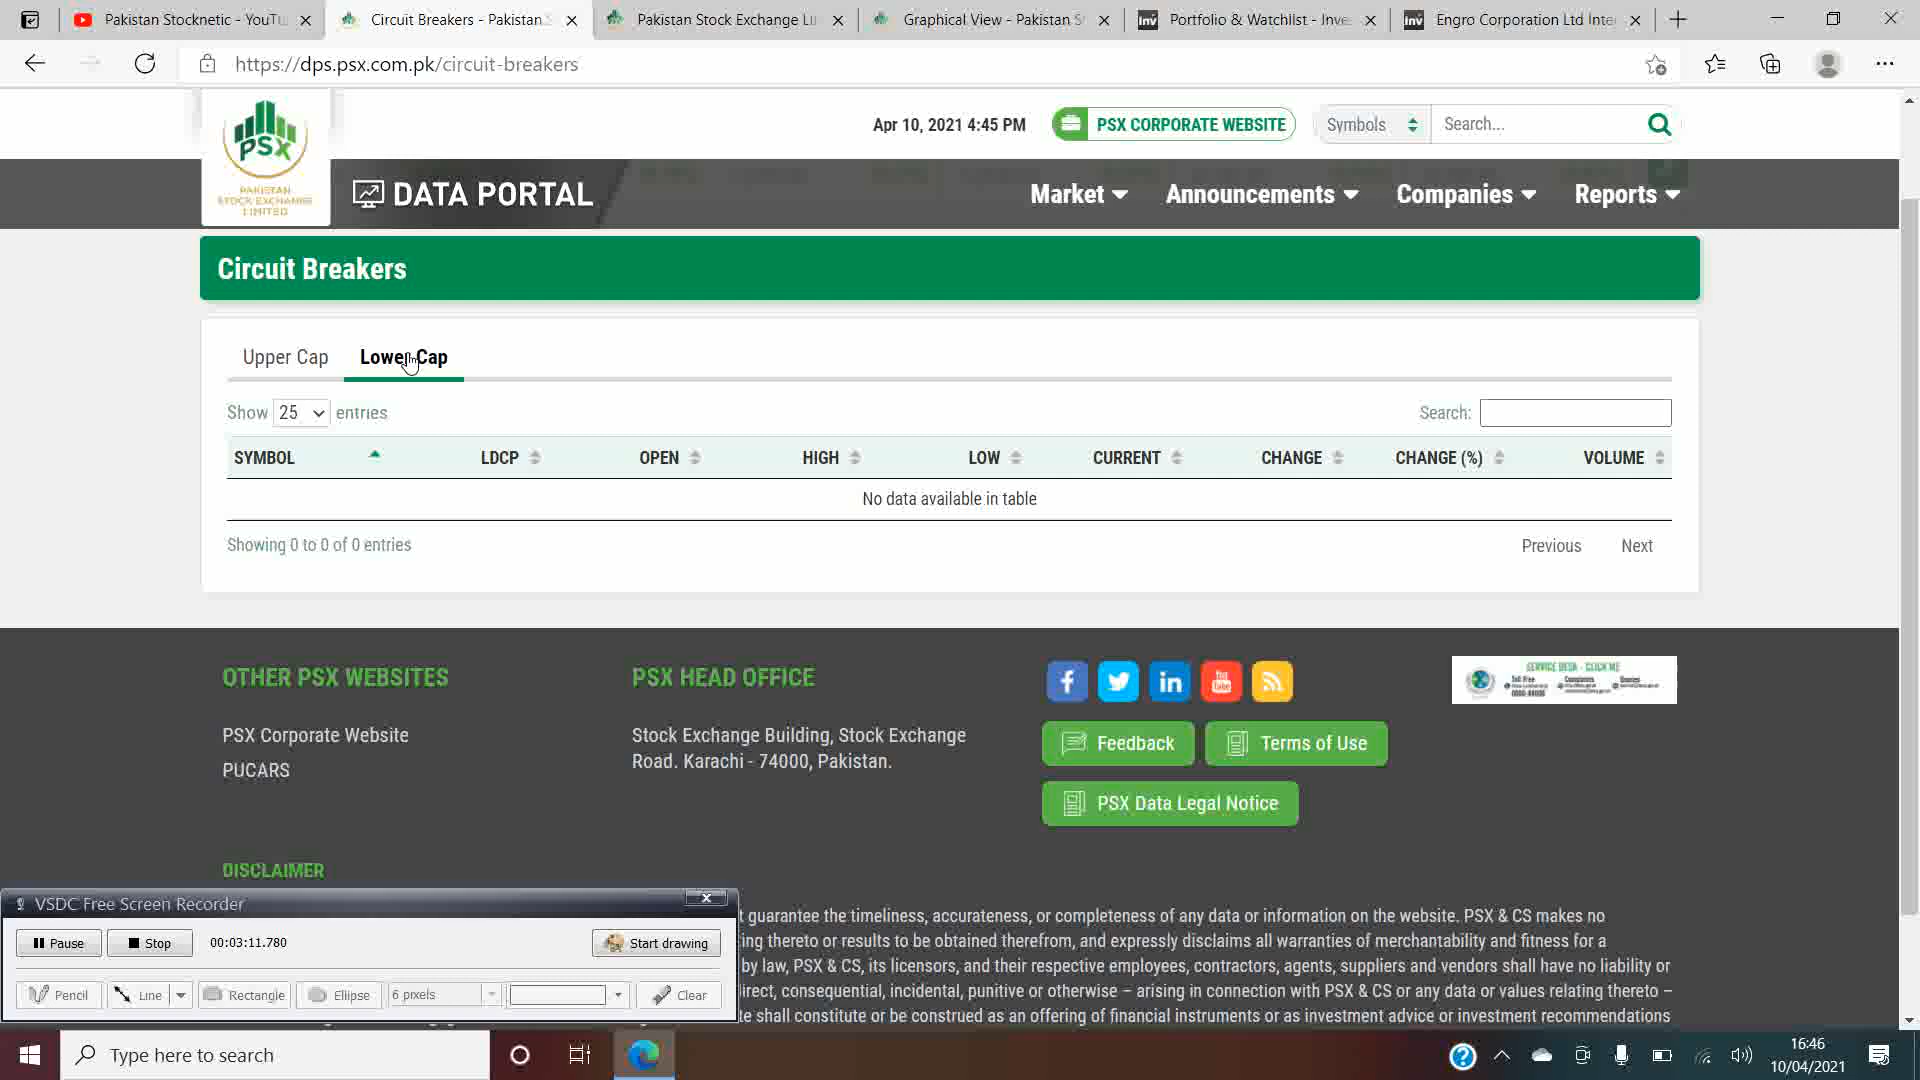 Pakistan Stocknetic - YouTu
Circuit Breakers - Pakistan S
Pakistan Stock Exchange Li
Graphical View - Pakistan S
Portfolio & Watchlist - Inve
Engro Corporation Ltd Inte
https://dps.psx.com.pk/circuit-breakers
PSX
PAKISTAN
STOCK EXCHANGE
LIMITED
Apr 10, 2021 4:45 PM
PSX CORPORATE WEBSITE
Symbols
Search...
DATA PORTAL
Market
Announcements
Companies
Reports
Circuit Breakers
Upper Cap
Lower Cap
Show 25 entries
Search:
SYMBOL LDCP OPEN HIGH LOW CURRENT CHANGE CHANGE (%) VOLUME
No data available in table
Showing 0 to 0 of 0 entries
Previous Next
OTHER PSX WEBSITES
PSX Corporate Website
PUCARS
PSX HEAD OFFICE
Stock Exchange Building, Stock Exchange
Road. Karachi - 74000, Pakistan.
You
Tube
Feedback
Terms of Use
PSX Data Legal Notice
SERVICE DESK - CLICK ME
DISCLAIMER
t guarantee the timeliness, accurateness, or completeness of any data or information on the website. PSX & CS makes no
ing thereto or results to be obtained therefrom, and expressly disclaims all warranties of merchantability and fitness for a
by law, PSX & CS, its licensors, and their respective employees, contractors, agents, suppliers and vendors shall have no liability or
irect, consequential, incidental, punitive or otherwise – arising in connection with PSX & CS or any data or values relating thereto –
te shall constitute or be construed as an offering of financial instruments or as investment advice or investment recommendations
VSDC Free Screen Recorder
Pause
Stop
00:03:11.780
Start drawing
Pencil
Line
Rectangle
Ellipse
6 pixels
Clear
Type here to search
16:46
10/04/2021